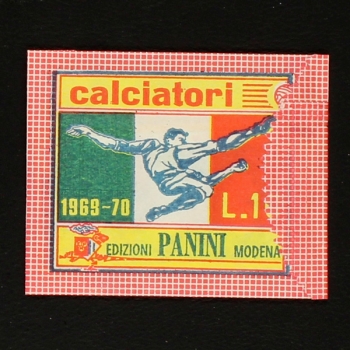 calciatori
1969-70
L.1
EDIZIONI PANINI MODENA